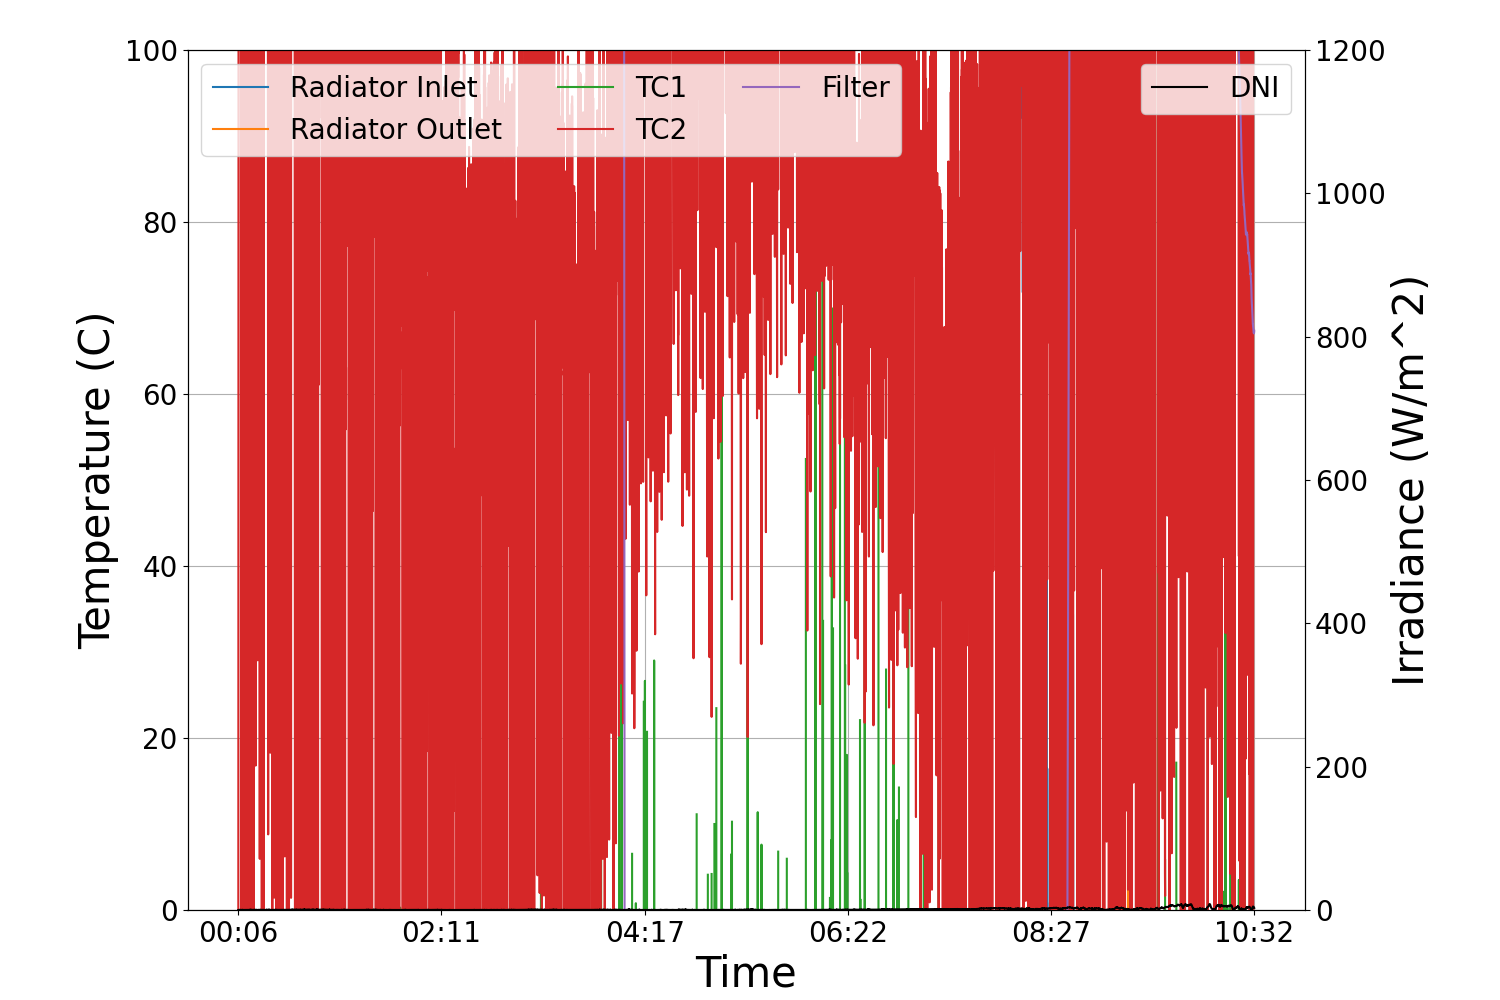 100
80
60
40
20
0
Temperature (C)
Radiator Inlet
Radiator Outlet
TC1
TC2
Filter
DNI
1200
1000
800
600
400
200
0
Irradiance (W/m^2)
00:06
02:11
04:17
06:22
08:27
10:32
Time